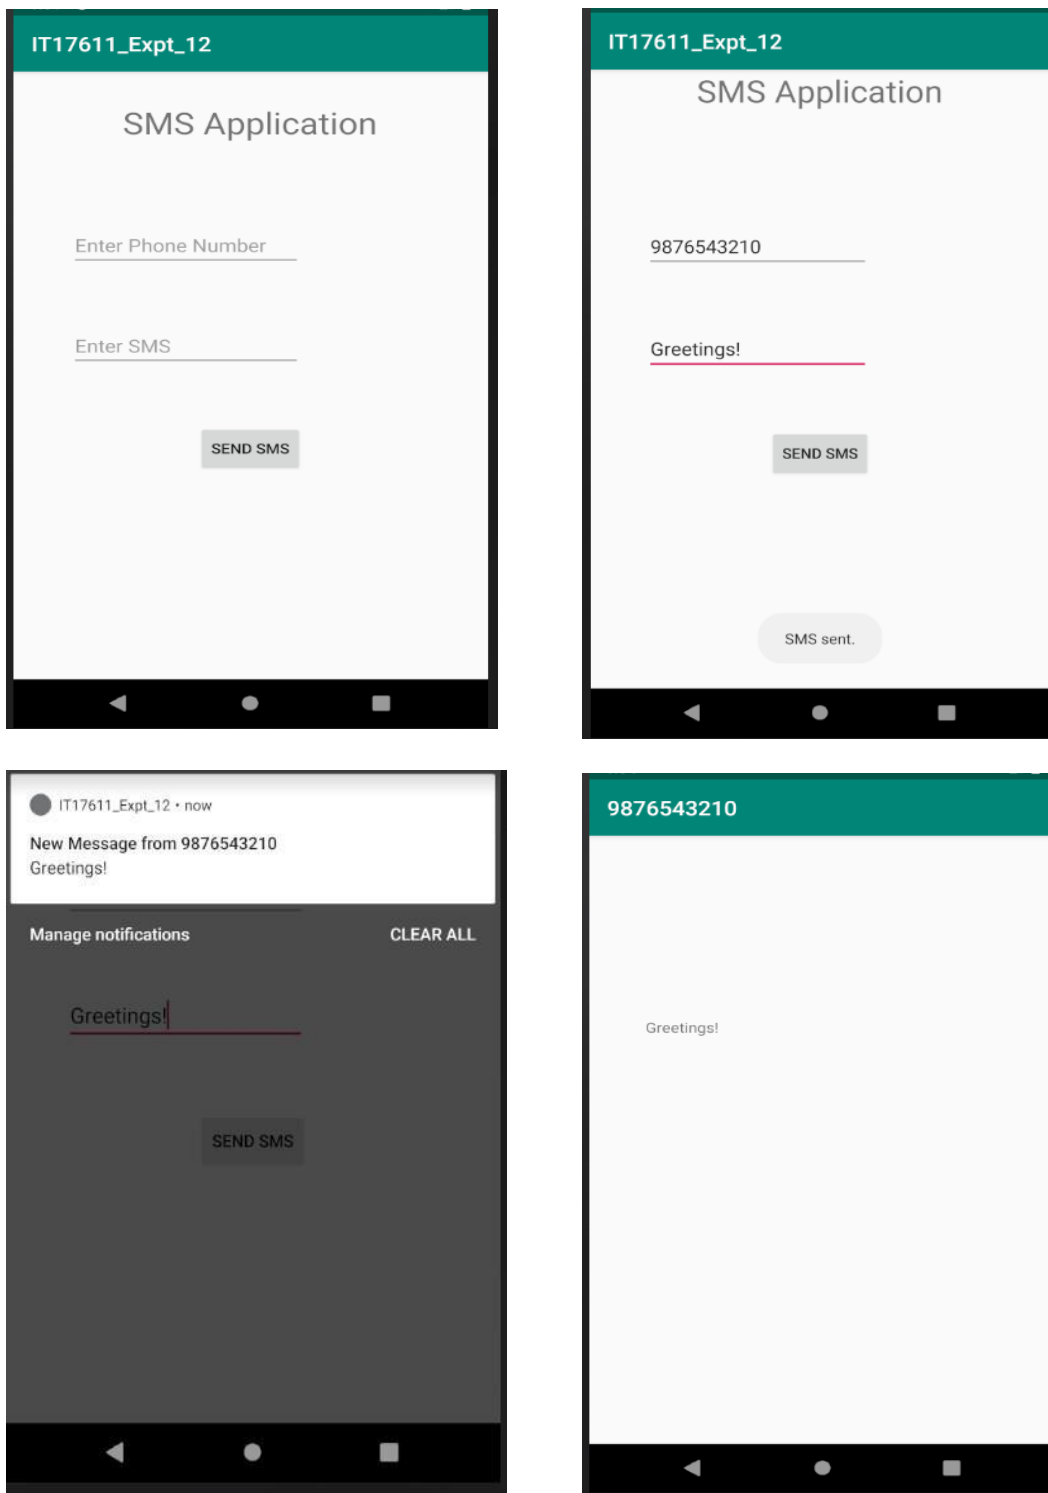 IT17611_Expt_12
SMS Application
Enter Phone Number
Enter SMS
SEND SMS
IT17611_Expt_12
SMS Application
9876543210
Greetings!
SEND SMS
SMS sent.
IT17611_Expt_12 • now
New Message from 9876543210
Greetings!
Manage notifications CLEAR ALL
Greetings!
SEND SMS
9876543210
Greetings!